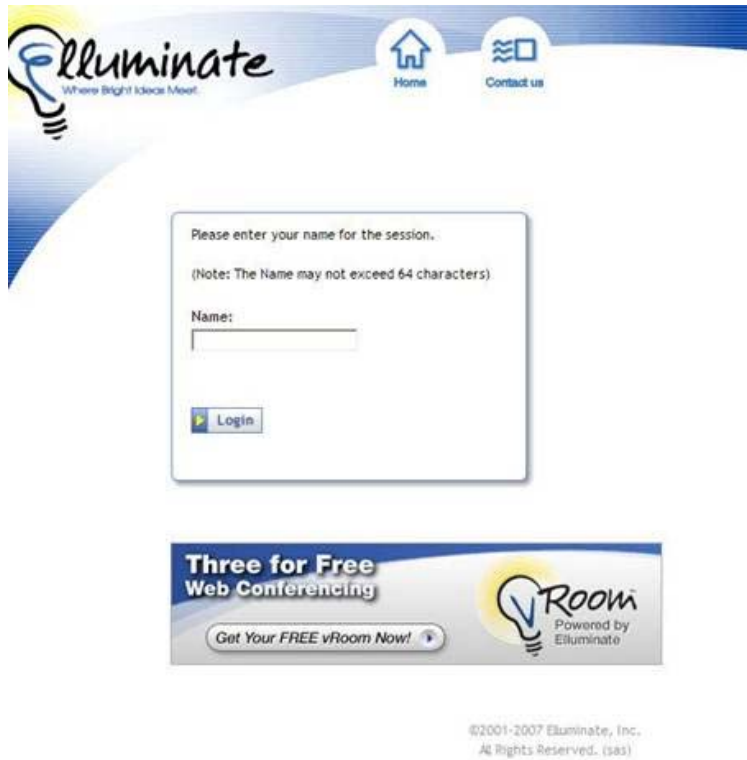 Elluminate
Where Bright Ideas Meet.
Home
Contact us
Please enter your name for the session.
(Note: The Name may not exceed 64 characters)
Name:
Login
Three for Free
Web Conferencing
Get Your FREE vRoom Now!
vRoom
Powered by
Elluminate
©2001-2007 Elluminate, Inc.
All Rights Reserved. (sas)